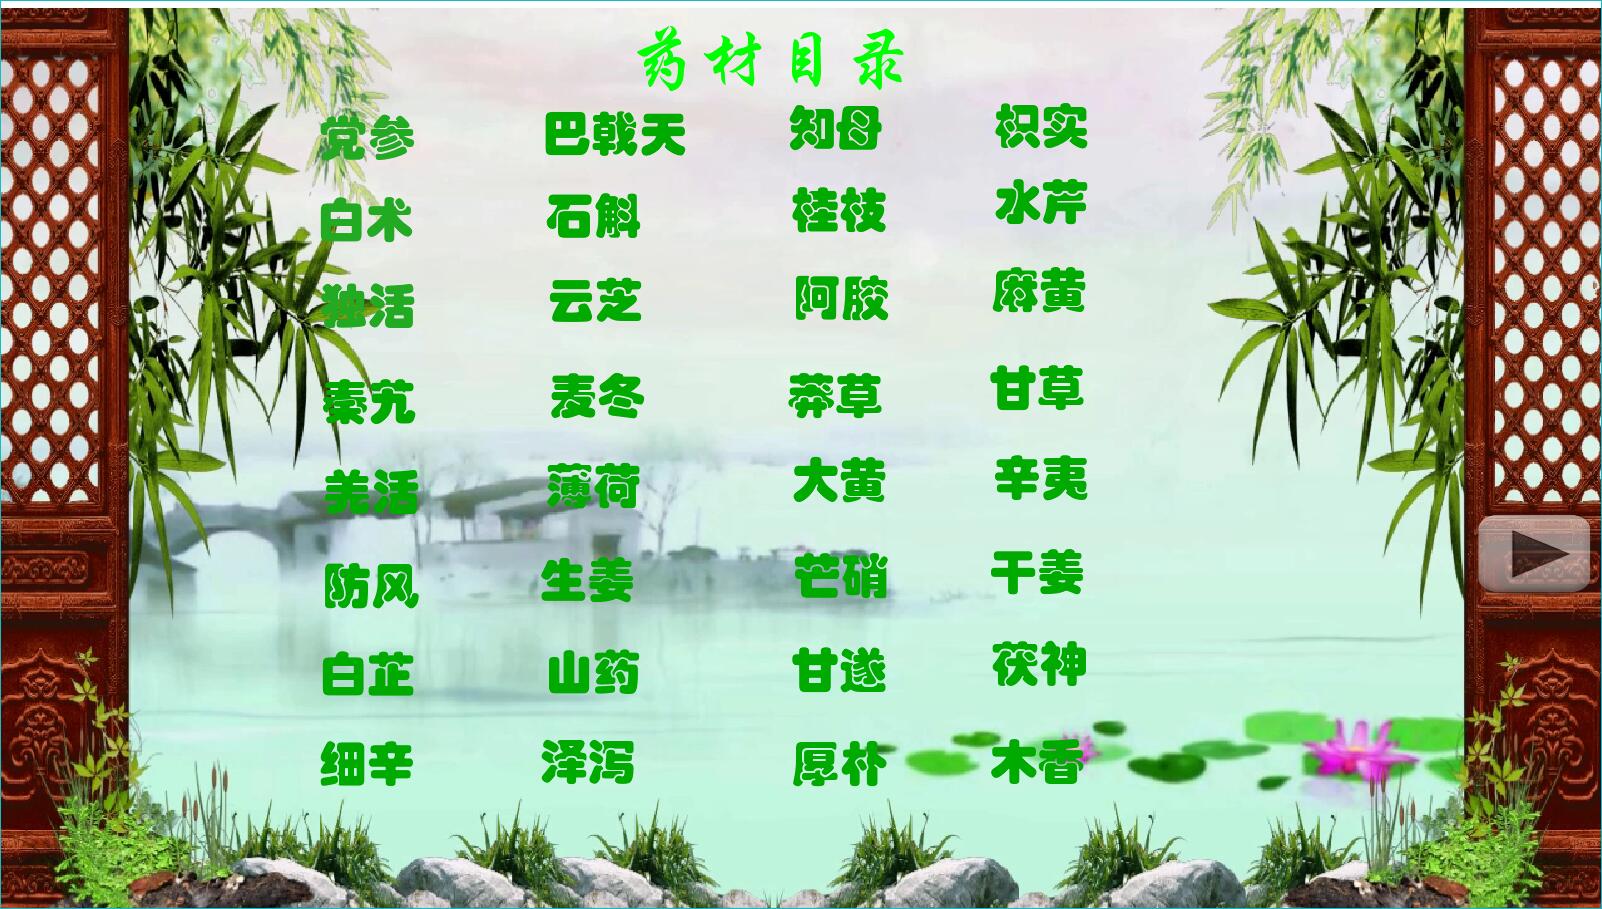 药材目录
党参 巴戟天 知母 枳实
白术 石斛 桂枝 水芹
独活 云芝 阿胶 麻黄
秦艽 麦冬 莽草 甘草
羌活 薄荷 大黄 辛夷
防风 生姜 芒硝 干姜
白芷 山药 甘遂 茯神
细辛 泽泻 厚朴 木香